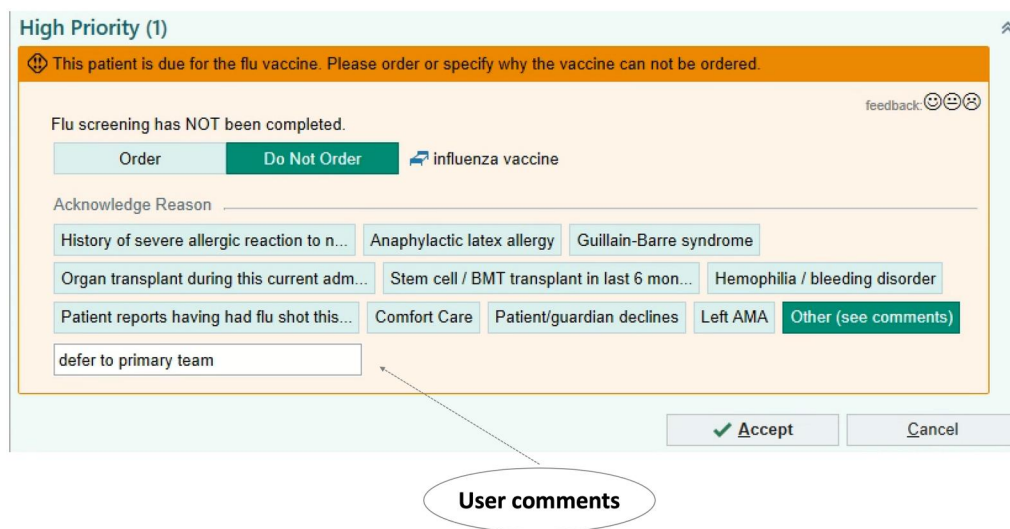 High Priority (1)
This patient is due for the flu vaccine. Please order or specify why the vaccine can not be ordered.
feedback:
Flu screening has NOT been completed.
Order Do Not Order influenza vaccine
Acknowledge Reason
History of severe allergic reaction to n... Anaphylactic latex allergy Guillain-Barre syndrome
Organ transplant during this current adm... Stem cell / BMT transplant in last 6 mon... Hemophilia / bleeding disorder
Patient reports having had flu shot this... Comfort Care Patient/guardian declines Left AMA Other (see comments)
defer to primary team
Accept Cancel
User comments